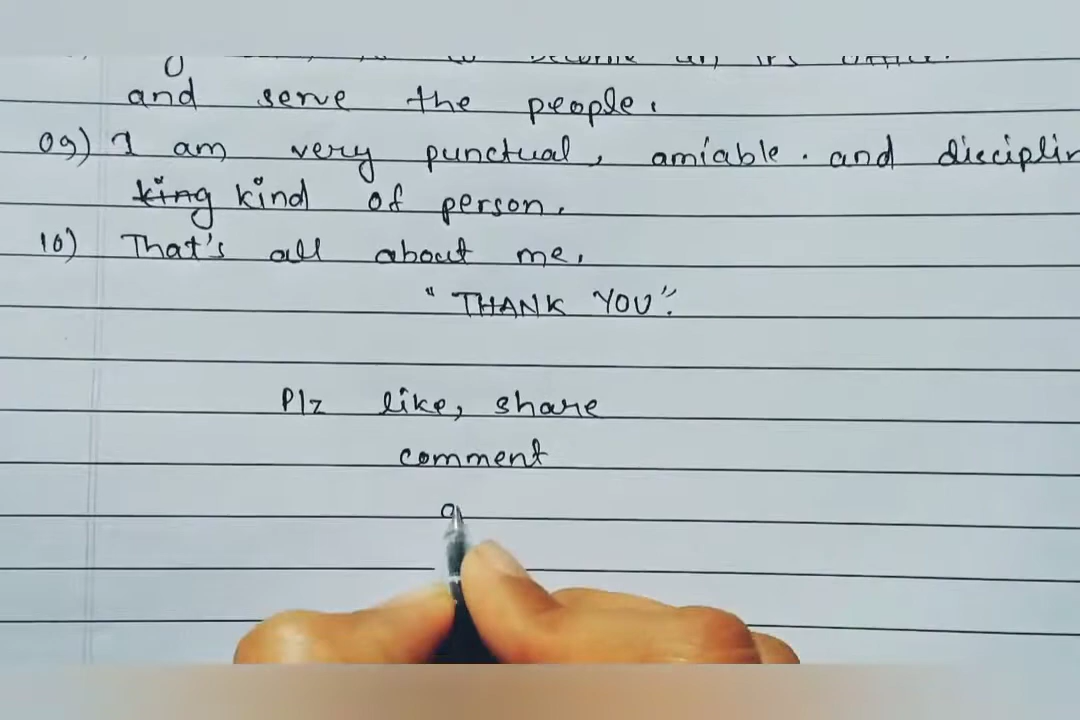 and serve the people.
09) I am very punctual, amiable. and
king kind of person.
10) That's all about me.
"THANK YOU".
Plz like, share
comment